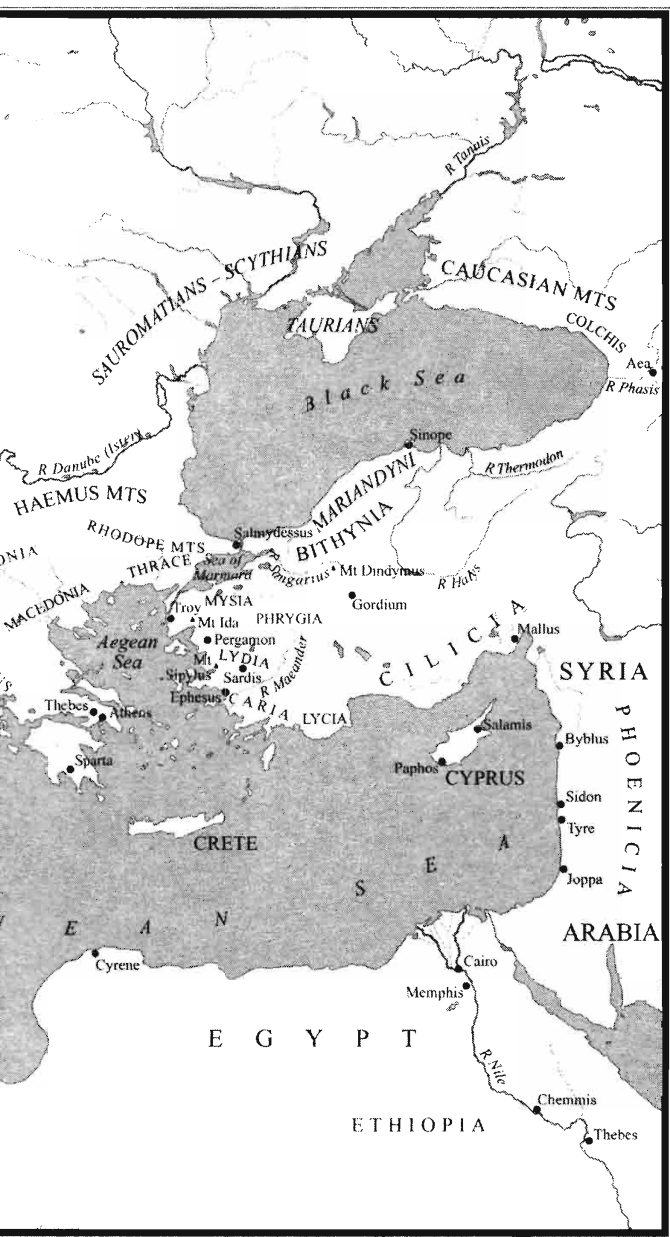 R Tanais
SAUROMATIANS – SCYTHIANS
CAUCASIAN MTS
TAURIANS
COLCHIS
Aea
R Phasis
Black Sea
Sinope
R Danube (Ister)
MARIANDYNI
R Thermodon
HAEMUS MTS
Salmydessus
BITHYNIA
RHODOPE MTS
Sea of
Marmara
ONIA
THRACE
Sangarius
Mt Dindymus
R Halys
MACEDONIA
Troy
MYSIA
Gordium
Mt Ida
PHRYGIA
Aegean
Sea
Pergamon
CILICIA
Mallus
Mt
Sipylus
LYDIA
Sardis
R Maeander
SYRIA
Ephesus
CARIA
LYCIA
Thebes
Athens
Salamis
Byblus
PHOENICIA
Sparta
Paphos
CYPRUS
Sidon
Tyre
CRETE
Joppa
EAN SEA
ARABIA
Cyrene
Cairo
Memphis
EGYPT
R Nile
Chemmis
ETHIOPIA
Thebes